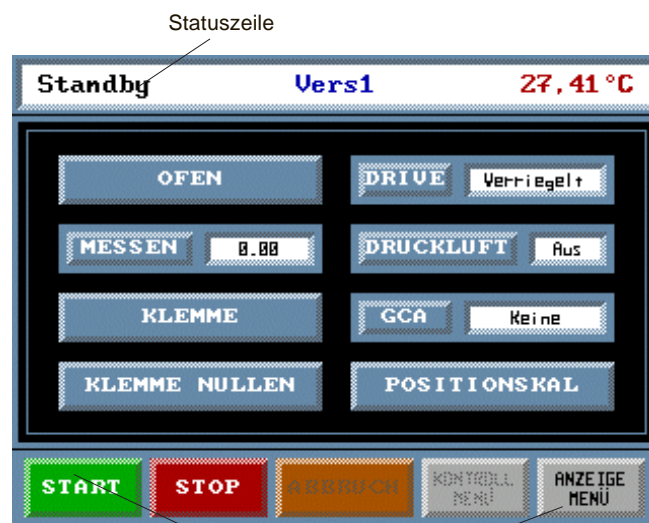 Statuszeile
Standby Vers1 27,41°C
OFEN DRIVE Verriegelt
MESSEN 0.00 DRUCKLUFT Aus
KLEMME GCA Keine
KLEMME NULLEN POSITIONSKAL
START STOP ABBRUCH KONTROLL MENÜ ANZEIGE MENÜ